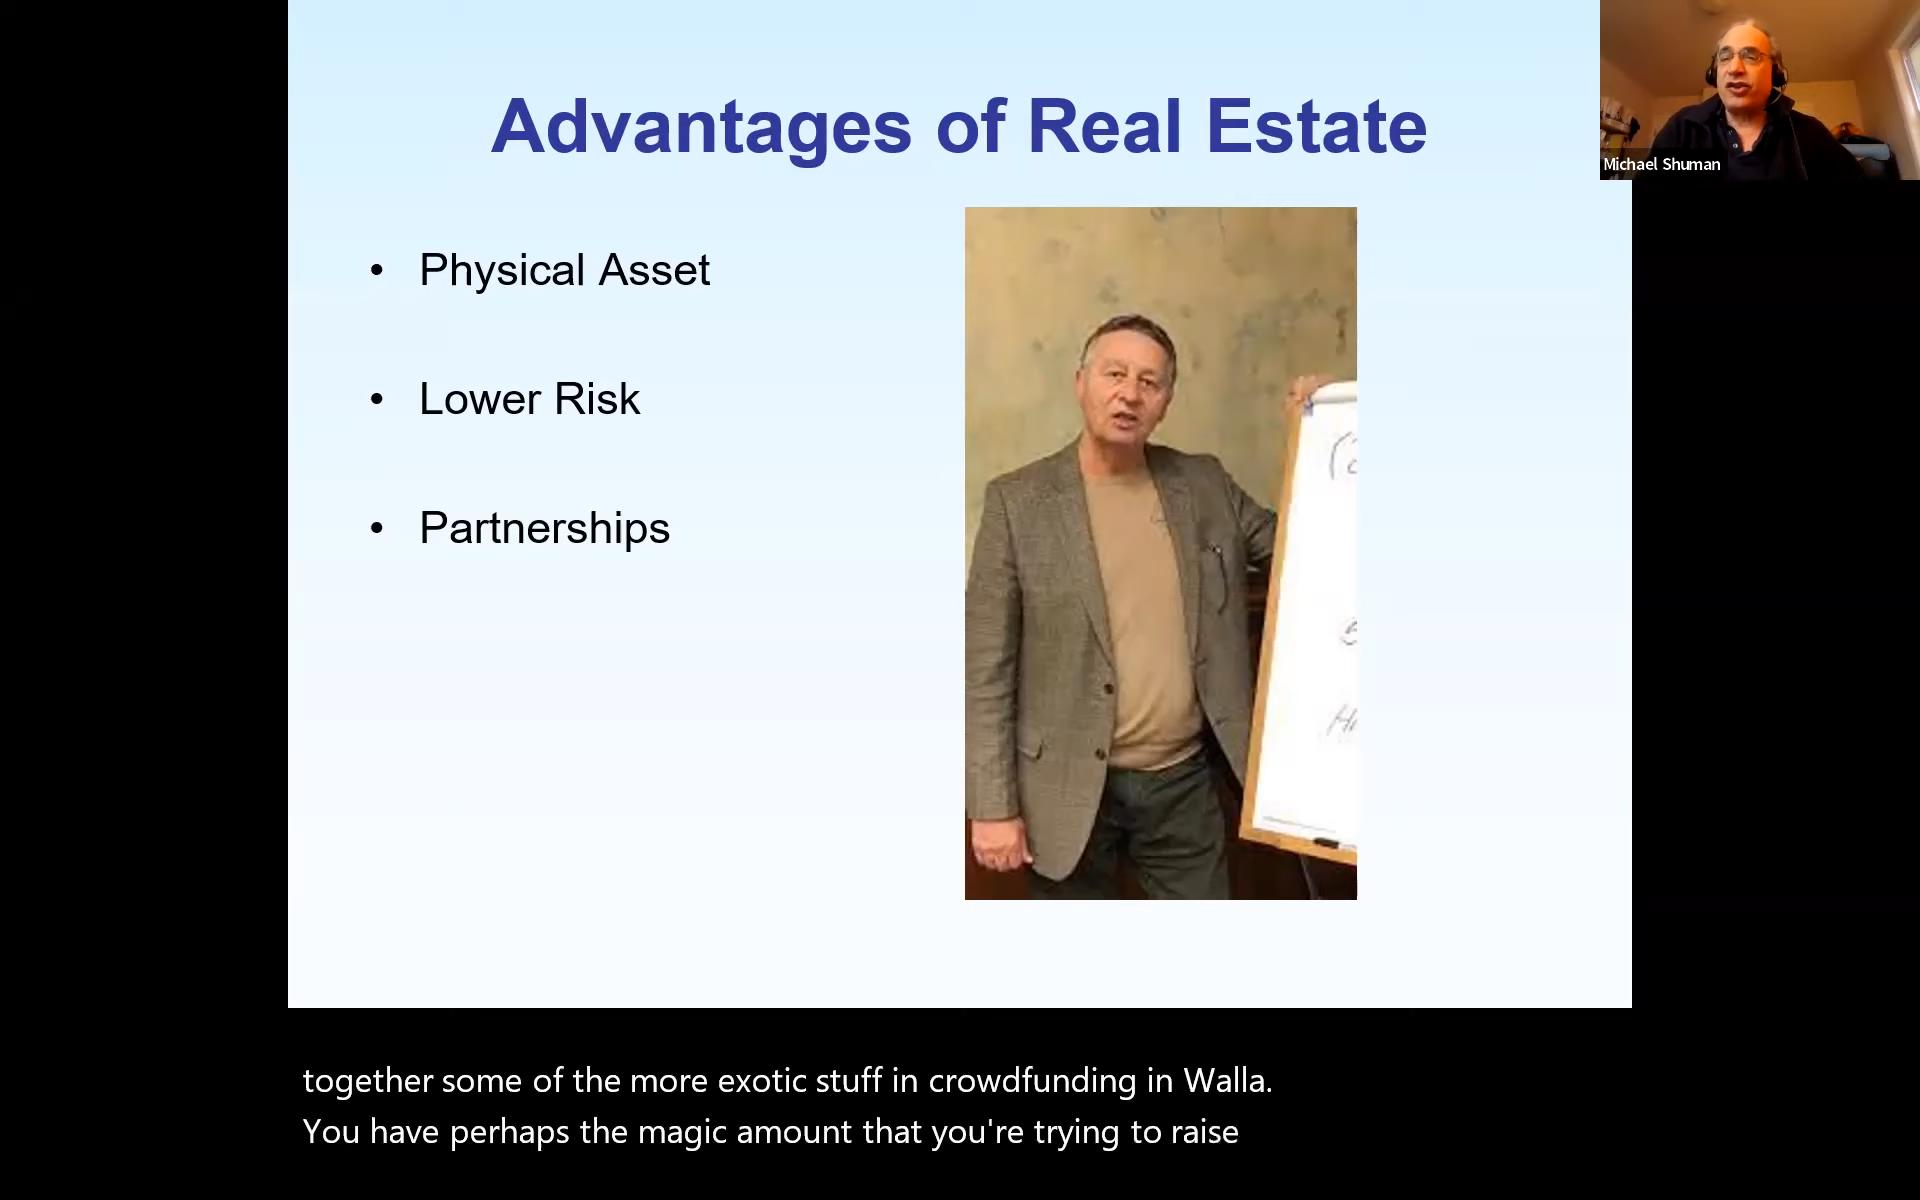 Advantages of Real Estate
Michael Shuman
• Physical Asset
• Lower Risk
• Partnerships
together some of the more exotic stuff in crowdfunding in Walla.
You have perhaps the magic amount that you're trying to raise